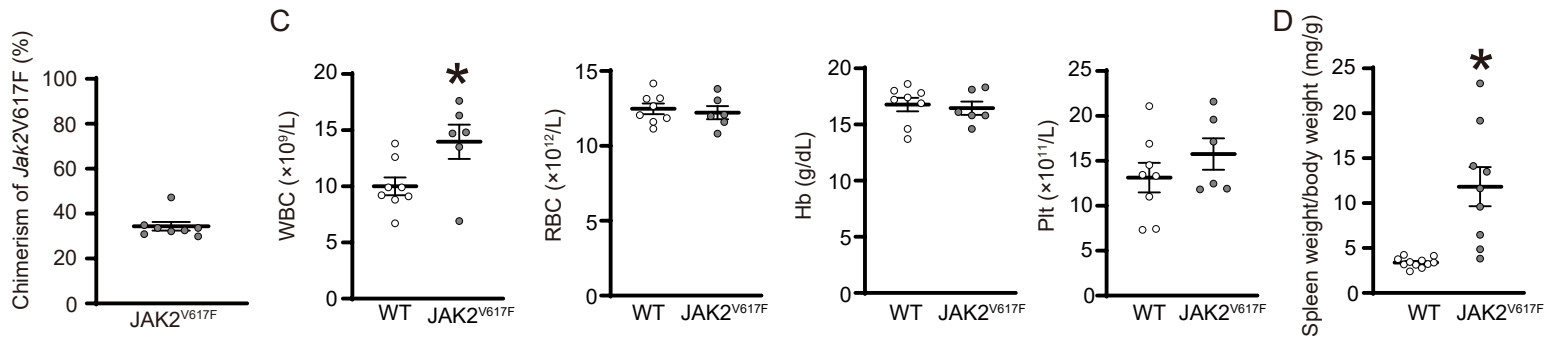 C
D
Chimerism of Jak2V617F (%)
100
80
60
40
20
0
JAK2V617F
WBC (×10⁹/L)
*
20
15
10
5
0
WT JAK2V617F
RBC (×10¹²/L)
15
10
5
0
WT JAK2V617F
Hb (g/dL)
20
15
10
5
0
WT JAK2V617F
Plt (×10¹¹/L)
25
20
15
10
5
0
WT JAK2V617F
Spleen weight/body weight (mg/g)
*
25
20
15
10
5
0
WT JAK2V617F